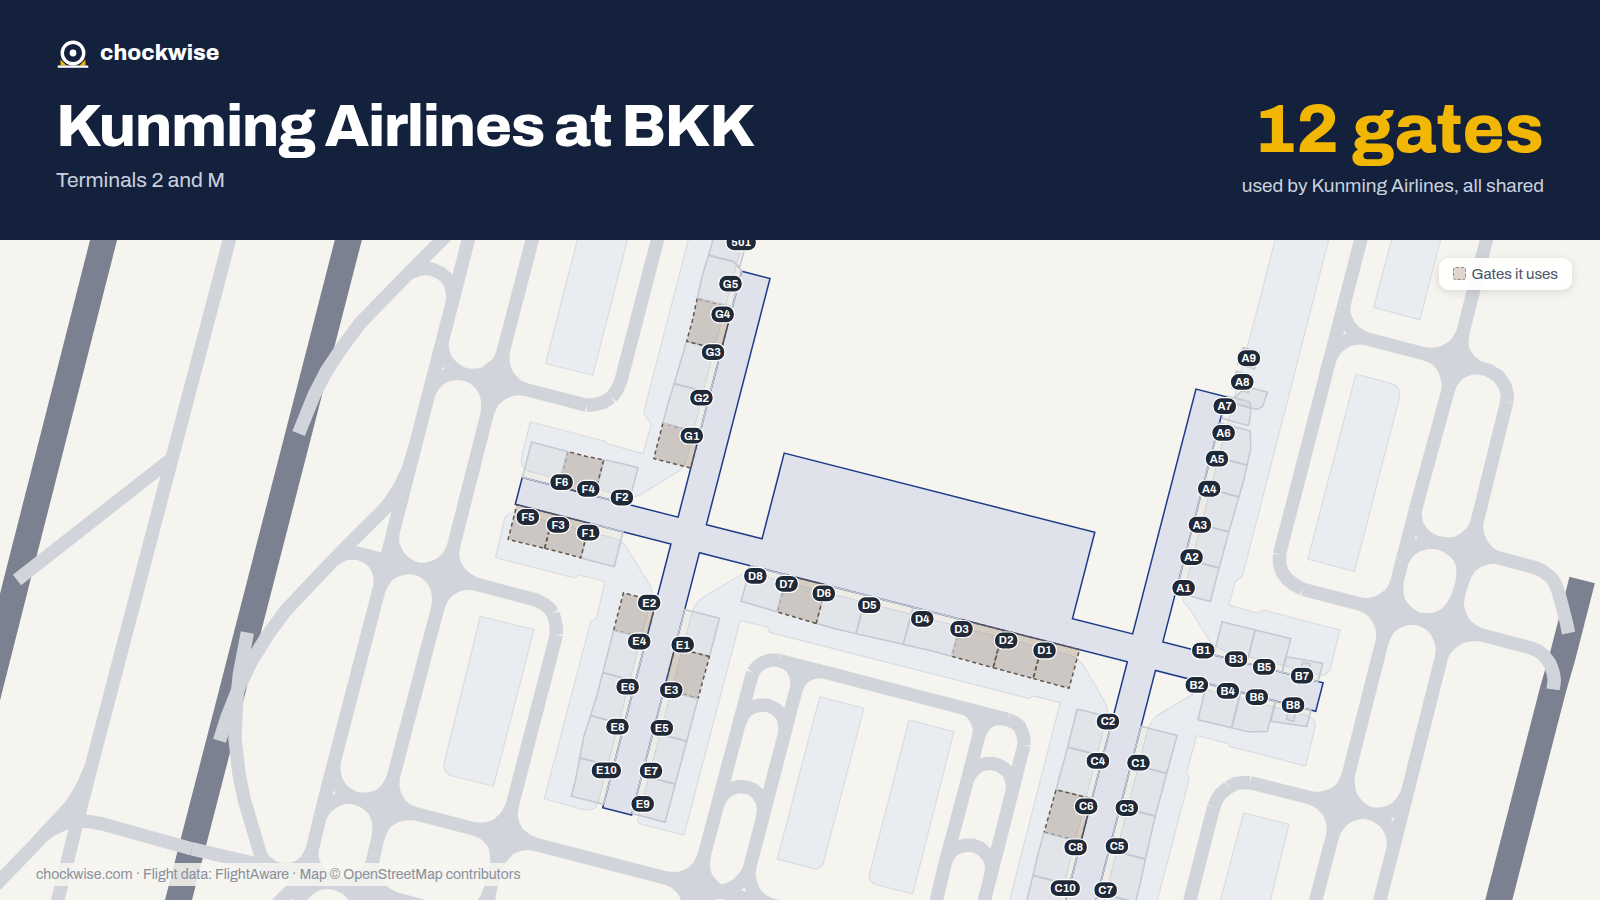 chockwise
Kunming Airlines at BKK
Terminals 2 and M
12 gates
used by Kunming Airlines, all shared
Gates it uses
501
G5
G4
G3
G2
G1
F6
F4
F2
F5
F3
F1
E2
E4
E1
E6
E3
E8
E5
E10
E7
E9
D8
D7
D6
D5
D4
D3
D2
D1
A9
A8
A7
A6
A5
A4
A3
A2
A1
B1
B3
B5
B7
B2
B4
B6
B8
C2
C4
C1
C6
C3
C8
C5
C10
C7
chockwise.com · Flight data: FlightAware · Map © OpenStreetMap contributors